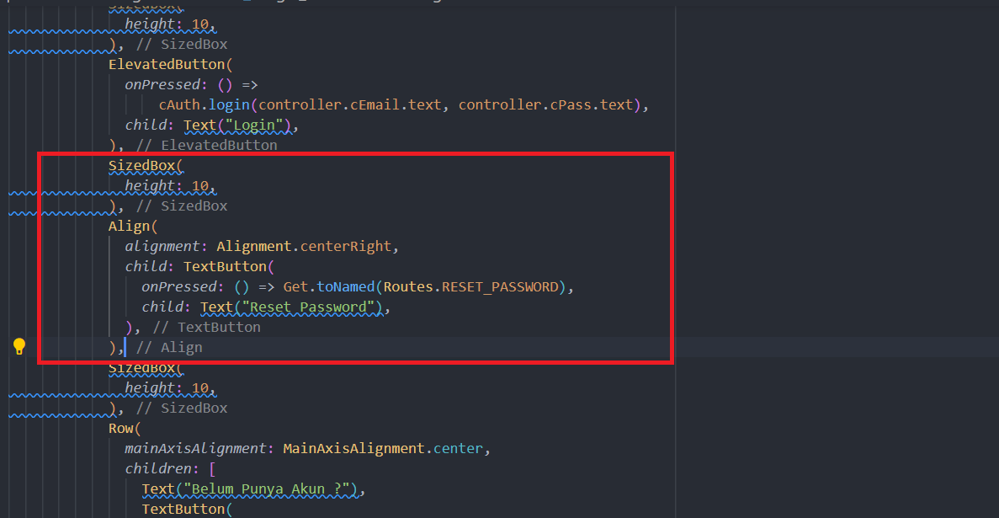 SizedBox(
height: 10,
), // SizedBox
ElevatedButton(
onPressed: () =>
cAuth.login(controller.cEmail.text, controller.cPass.text),
child: Text("Login"),
), // ElevatedButton
SizedBox(
height: 10,
), // SizedBox
Align(
alignment: Alignment.centerRight,
child: TextButton(
onPressed: () => Get.toNamed(Routes.RESET_PASSWORD),
child: Text("Reset Password"),
), // TextButton
), // Align
SizedBox(
height: 10,
), // SizedBox
Row(
mainAxisAlignment: MainAxisAlignment.center,
children: [
Text("Belum Punya Akun ?"),
TextButton(